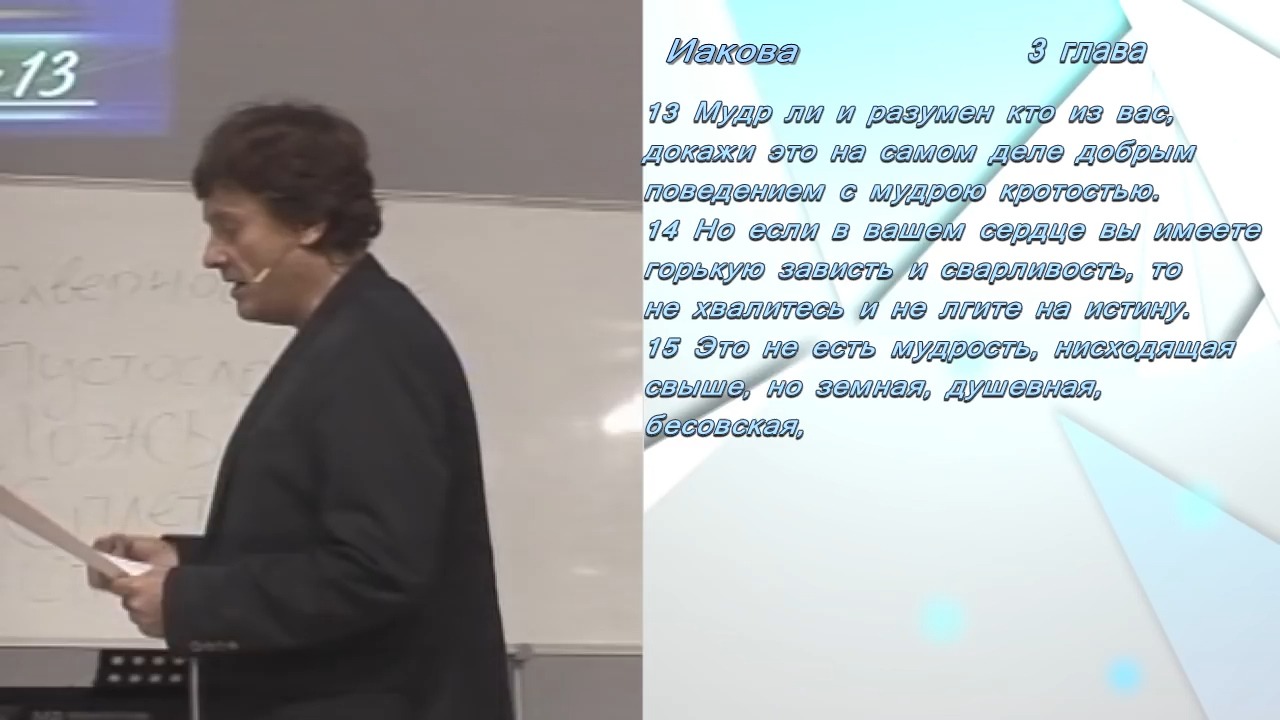 13
Иакова 3 глава
13 Мудр ли и разумен кто из вас,
докажи это на самом деле добрым
поведением с мудрою кротостью.
14 Но если в вашем сердце вы имеете
горькую зависть и сварливость, то
не хвалитесь и не лгите на истину.
15 Это не есть мудрость, нисходящая
свыше, но земная, душевная,
бесовская,